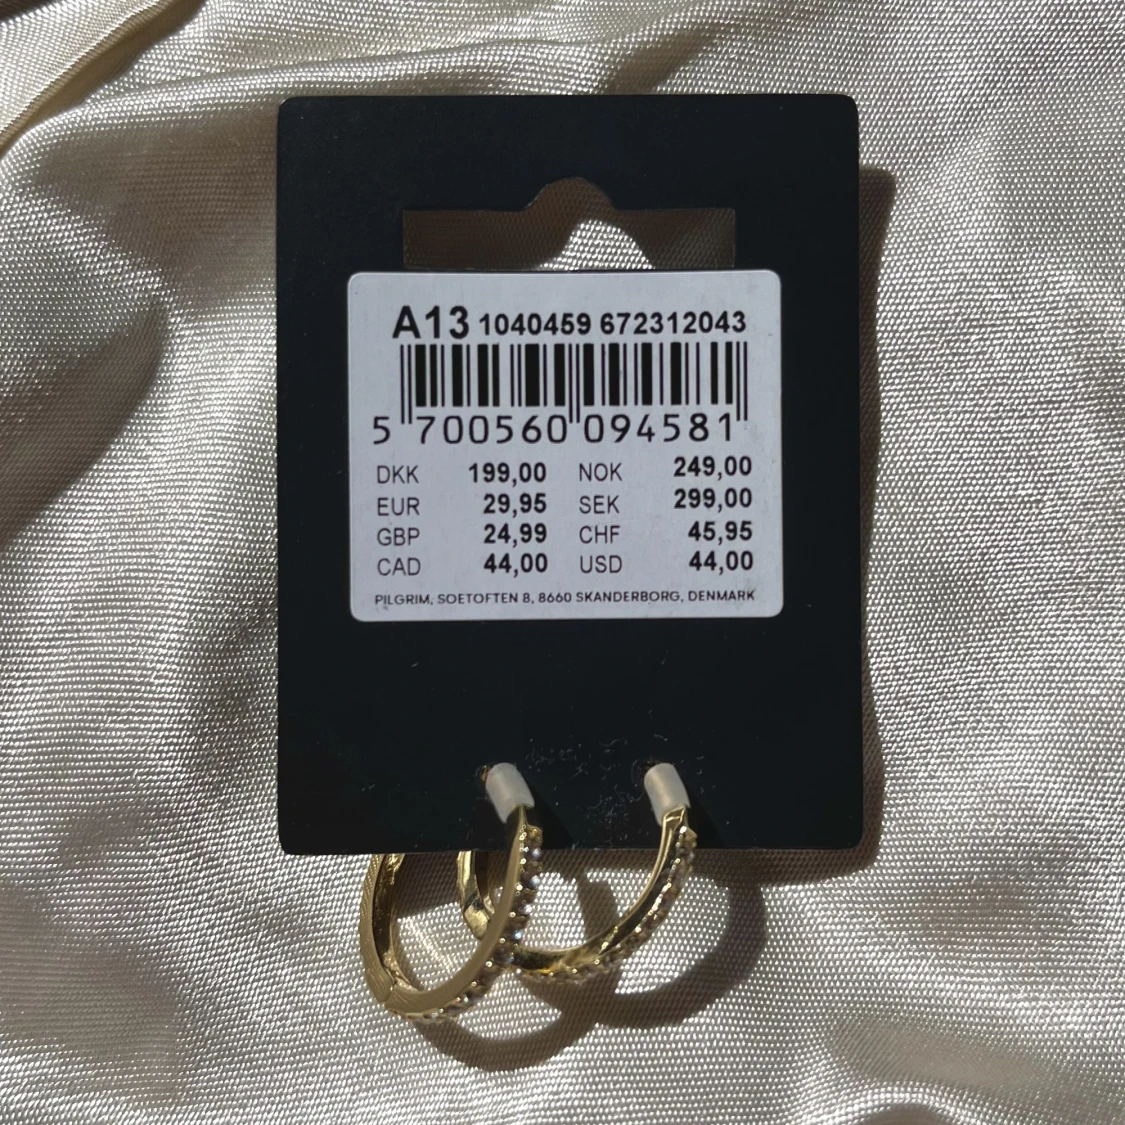 A13 1040459 672312043
5 700560 094581
DKK 199,00 NOK 249,00
EUR 29,95 SEK 299,00
GBP 24,99 CHF 45,95
CAD 44,00 USD 44,00
PILGRIM, SOETOFTEN 8, 8660 SKANDERBORG, DENMARK